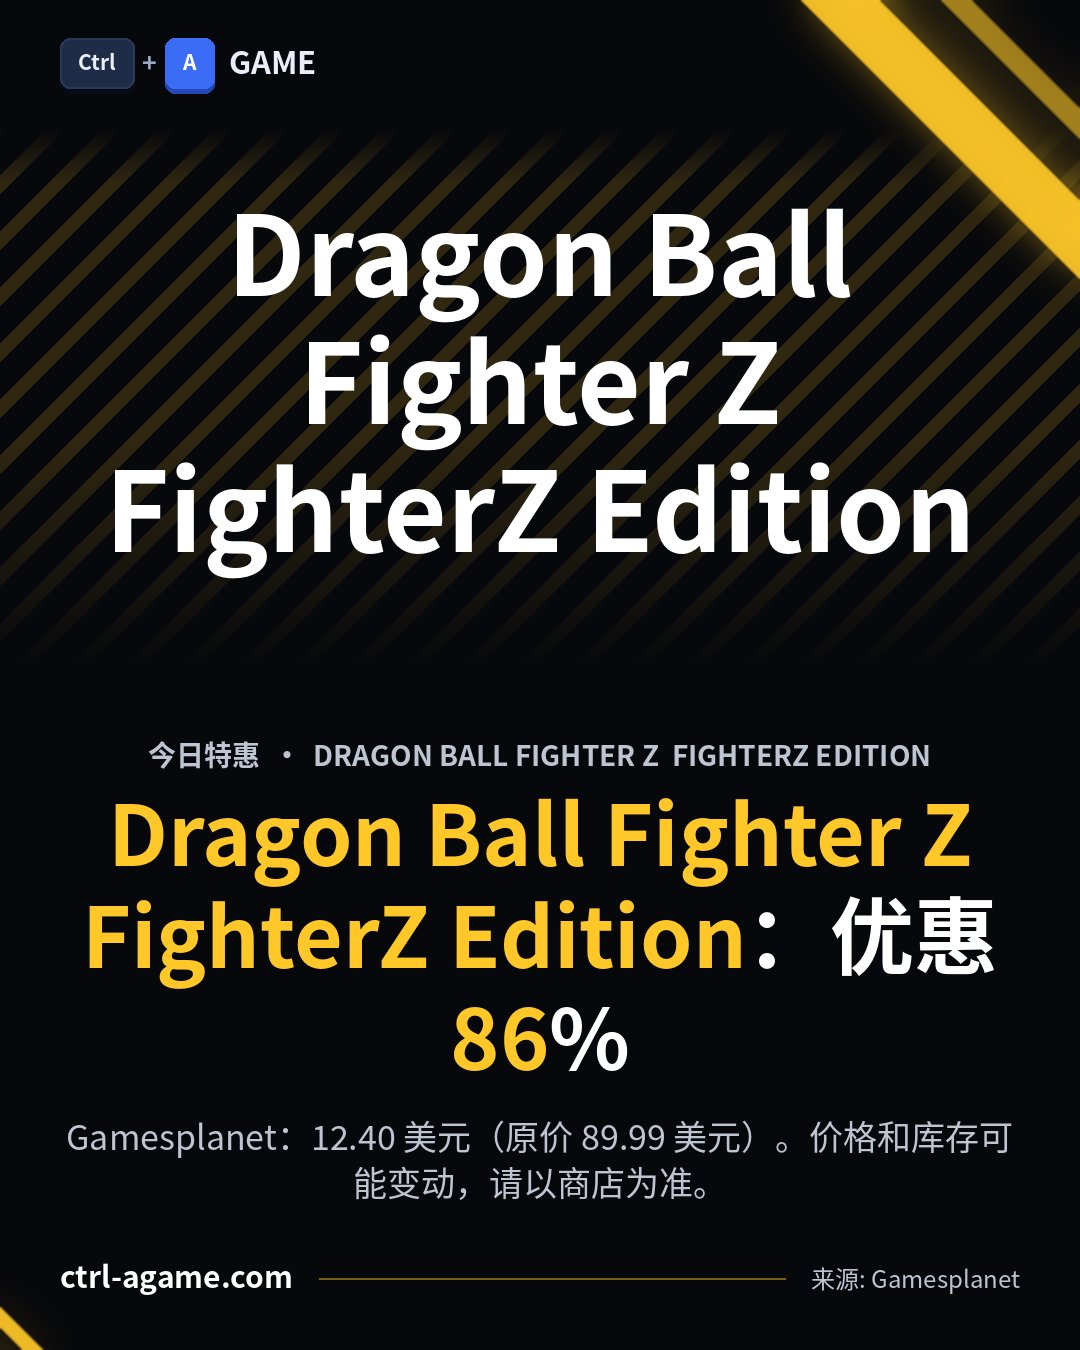 Ctrl + A GAME
Dragon Ball
Fighter Z
FighterZ Edition
今日特惠 · DRAGON BALL FIGHTER Z FIGHTERZ EDITION
Dragon Ball Fighter Z
FighterZ Edition：优惠
86%
Gamesplanet：12.40 美元（原价 89.99 美元）。价格和库存可
能变动，请以商店为准。
ctrl-agame.com
来源: Gamesplanet